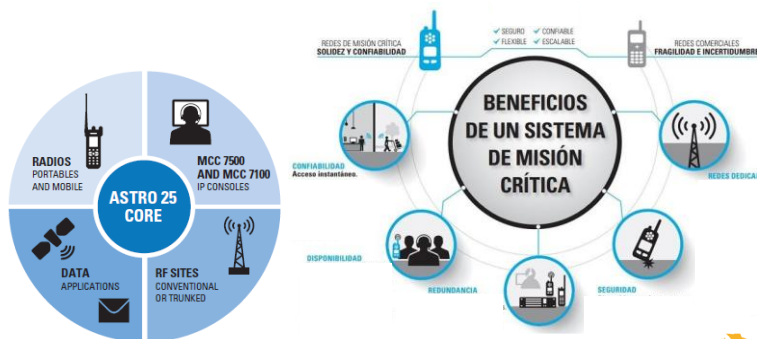 RADIOS
PORTABLES
AND MOBILE
MCC 7500
AND MCC 7100
IP CONSOLES
ASTRO 25
CORE
DATA
APPLICATIONS
RF SITES
CONVENTIONAL
OR TRUNKED
REDES DE MISIÓN CRÍTICA
SOLIDEZ Y CONFIABILIDAD
✓ SEGURO ✓ CONFIABLE
✓ FLEXIBLE ✓ ESCALABLE
REDES COMERCIALES
FRAGILIDAD E INCERTIDUMBRE
BENEFICIOS
DE UN SISTEMA
DE MISIÓN
CRÍTICA
CONFIABILIDAD
Acceso instantáneo.
REDES DEDICA
DISPONIBILIDAD
REDUNDANCIA
SEGURIDAD